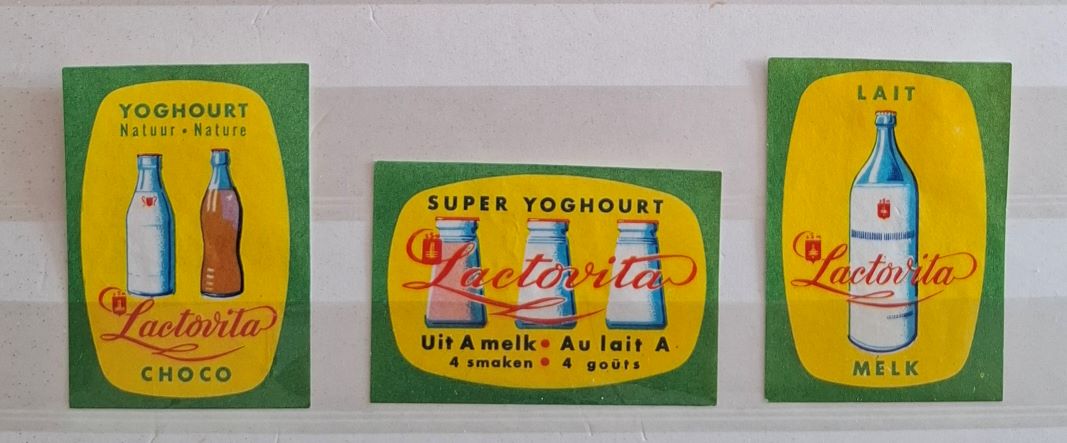 YOGHOURT
Natuur • Nature
Lactovita
CHOCO
SUPER YOGHOURT
Lactovita
Uit A melk • Au lait A
4 smaken • 4 goûts
LAIT
Lactovita
MELK